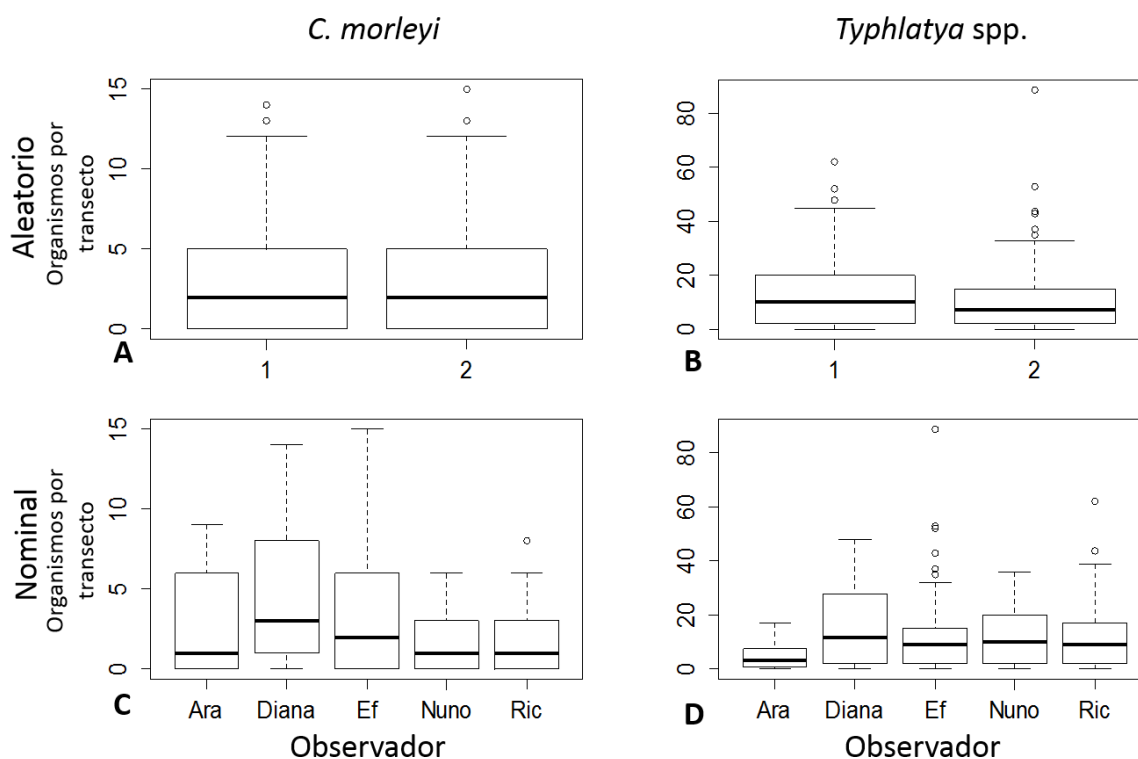 C. morleyi
Typhlatya spp.
Aleatorio
Organismos por
transecto
15
10
5
0
A
1
2
80
60
40
20
0
B
1
2
Nominal
Organismos por
transecto
15
10
5
0
C
Ara
Diana
Ef
Nuno
Ric
Observador
80
60
40
20
0
D
Ara
Diana
Ef
Nuno
Ric
Observador